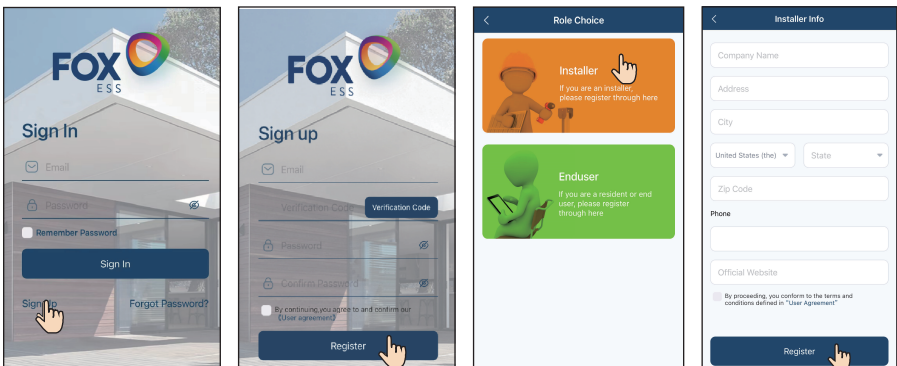 FOX
ESS
Sign In
Email
Password
Remember Password
Sign In
Sign Up
Forgot Password?
FOX
ESS
Sign up
Email
Verification Code
Verification Code
Password
Confirm Password
By continuing,you agree to and confirm our
《User agreement》
Register
Role Choice
Installer
If you are an installer,
please register through here
Enduser
If you are a resident or end
user, please register
through here
Installer Info
Company Name
Address
City
United States (the)
State
Zip Code
Phone
Official Website
By proceeding, you conform to the terms and
conditions defined in "User Agreement"
Register